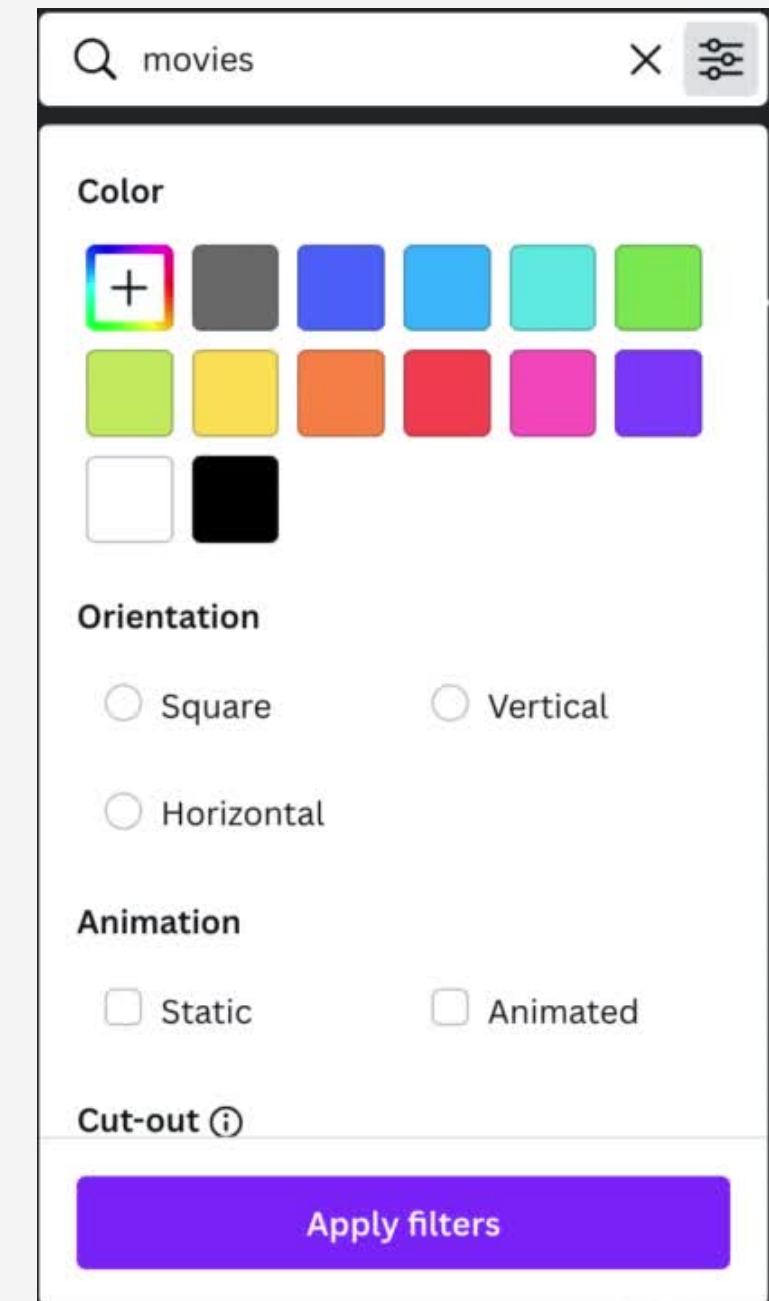 movies
Color
Orientation
Square Vertical
Horizontal
Animation
Static Animated
Cut-out
Apply filters